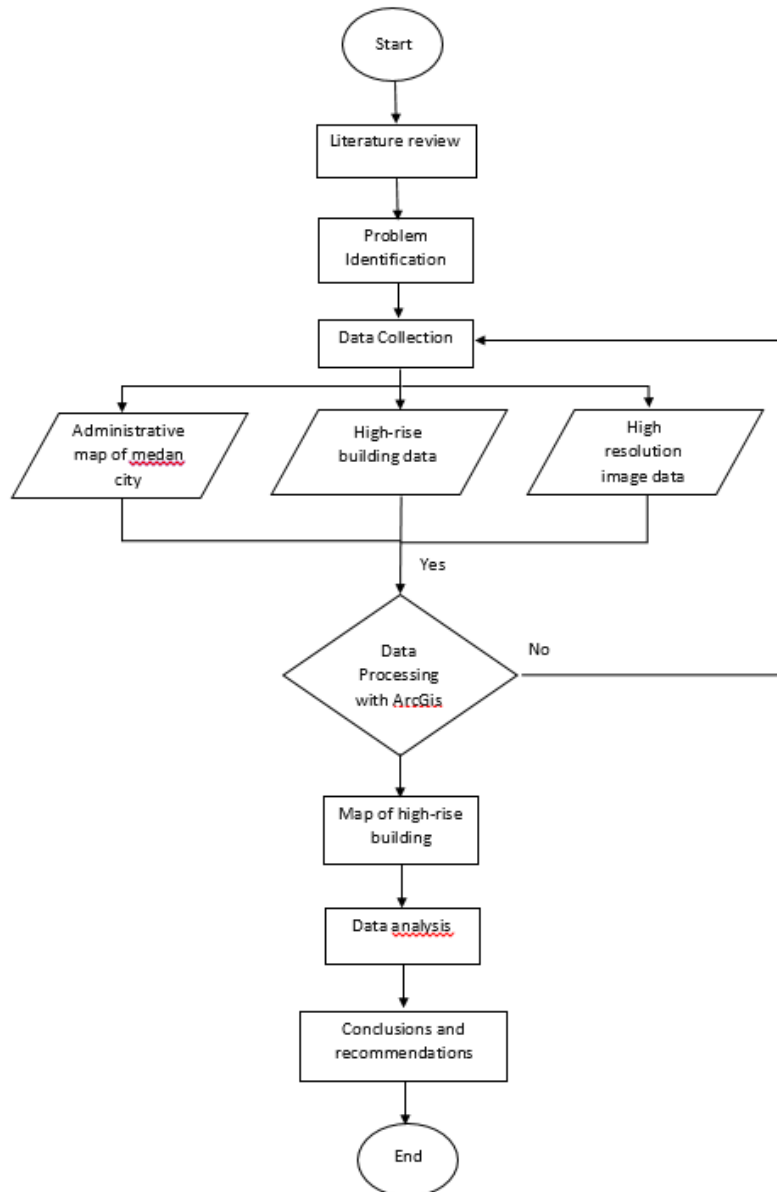 Start
Literature review
Problem
Identification
Data Collection
Administrative
map of medan
city
High-rise
building data
High
resolution
image data
Yes
Data
Processing
with ArcGis
No
Map of high-rise
building
Data analysis
Conclusions and
recommendations
End